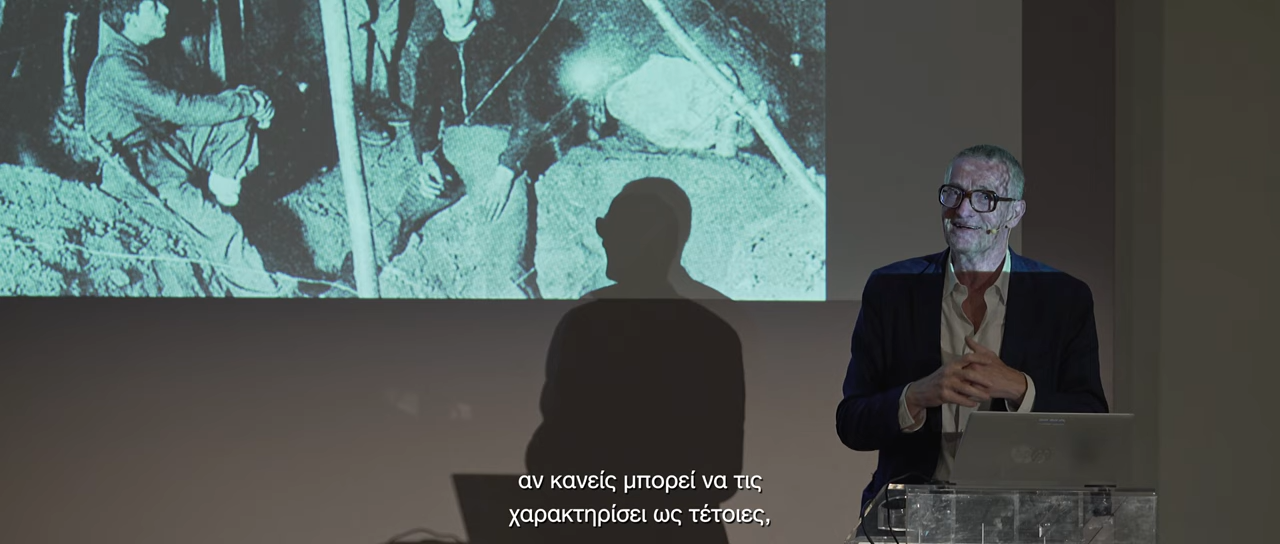 αν κανείς μπορεί να τις
χαρακτηρίσει ως τέτοιες,